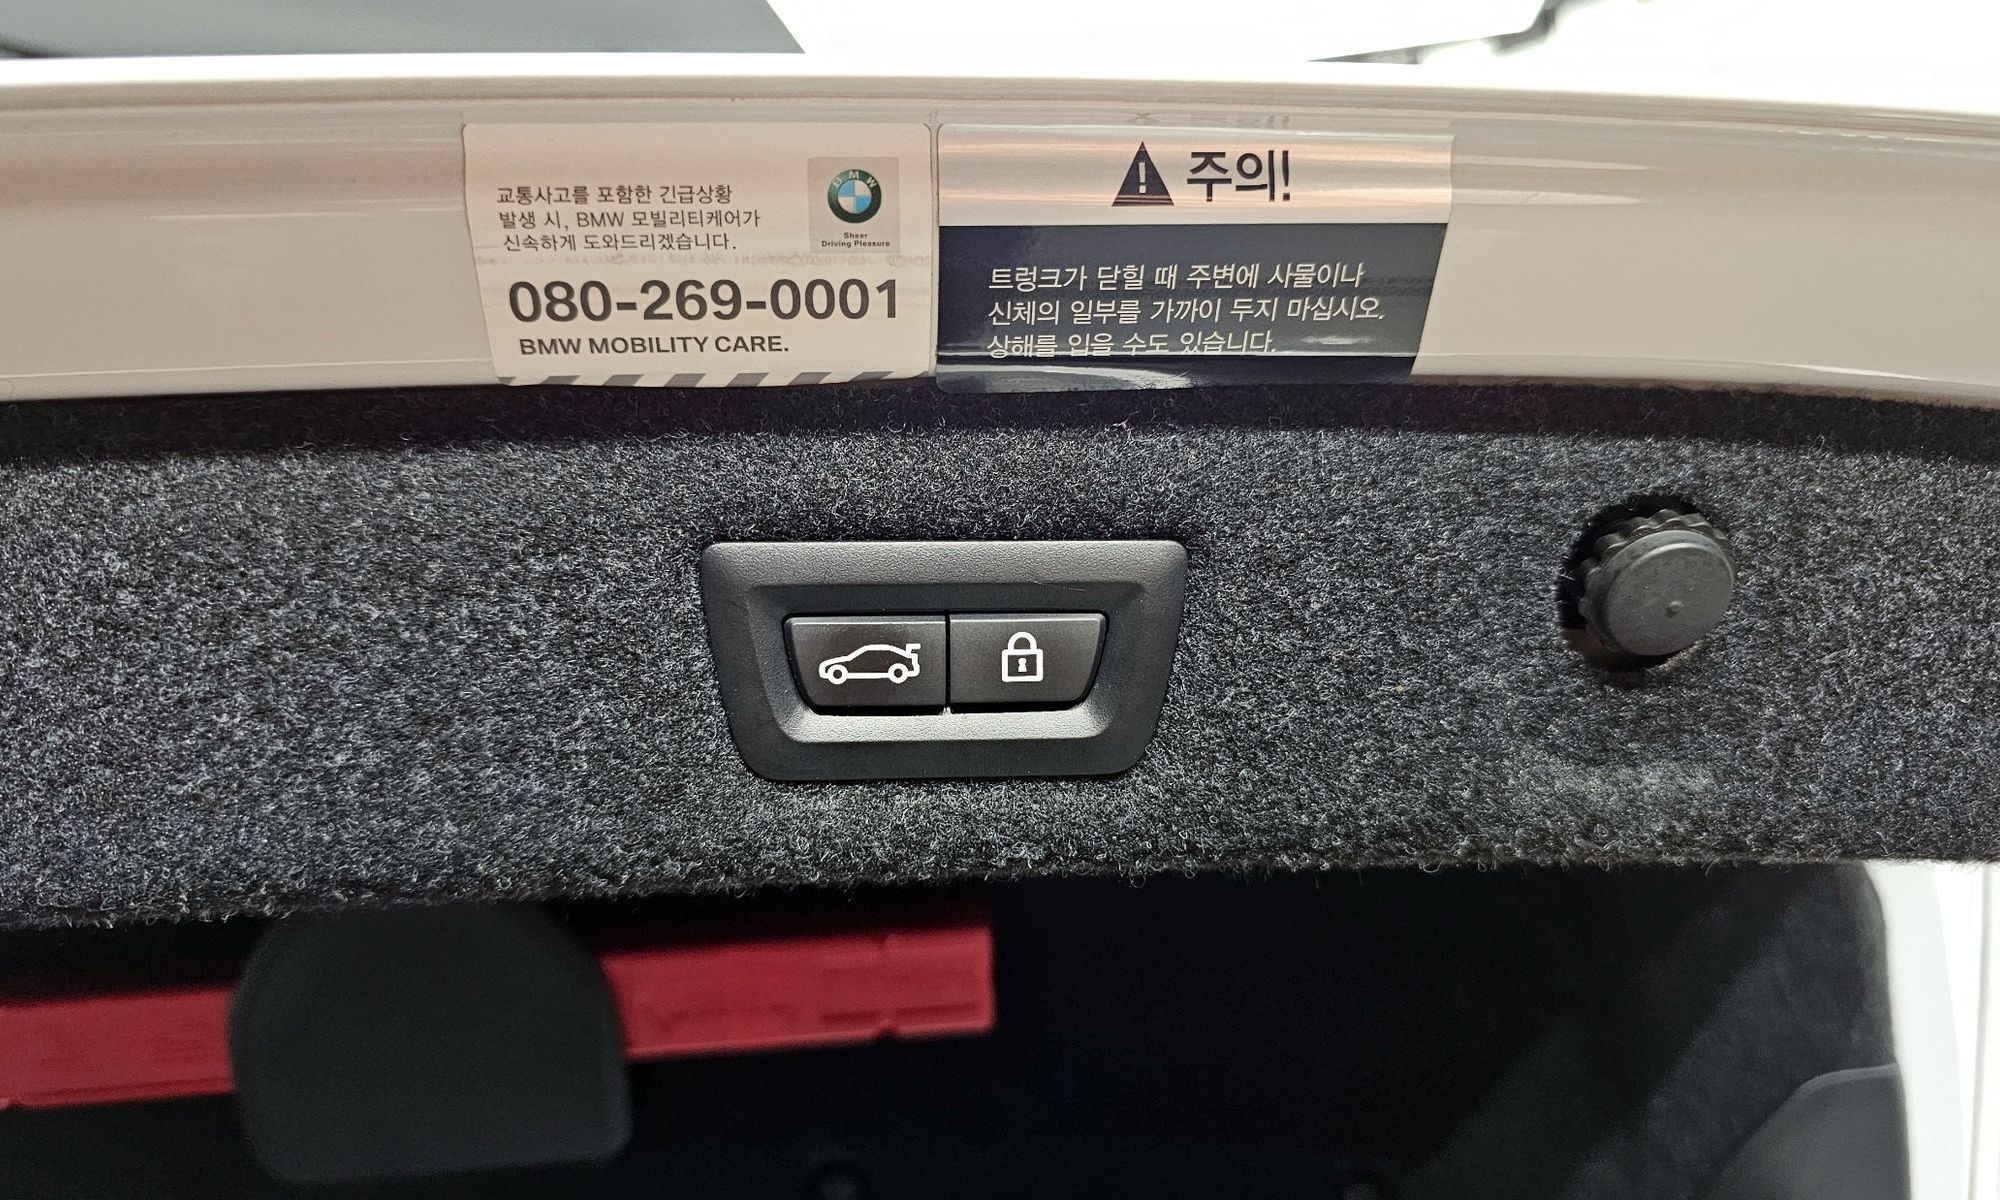 교통사고를 포함한 긴급상황
발생 시, BMW 모빌리티케어가
신속하게 도와드리겠습니다.
BMW
Sheer
Driving Pleasure
080-269-0001
BMW MOBILITY CARE.
주의!
트렁크가 닫힐 때 주변에 사물이나
신체의 일부를 가까이 두지 마십시오.
상해를 입을 수도 있습니다.